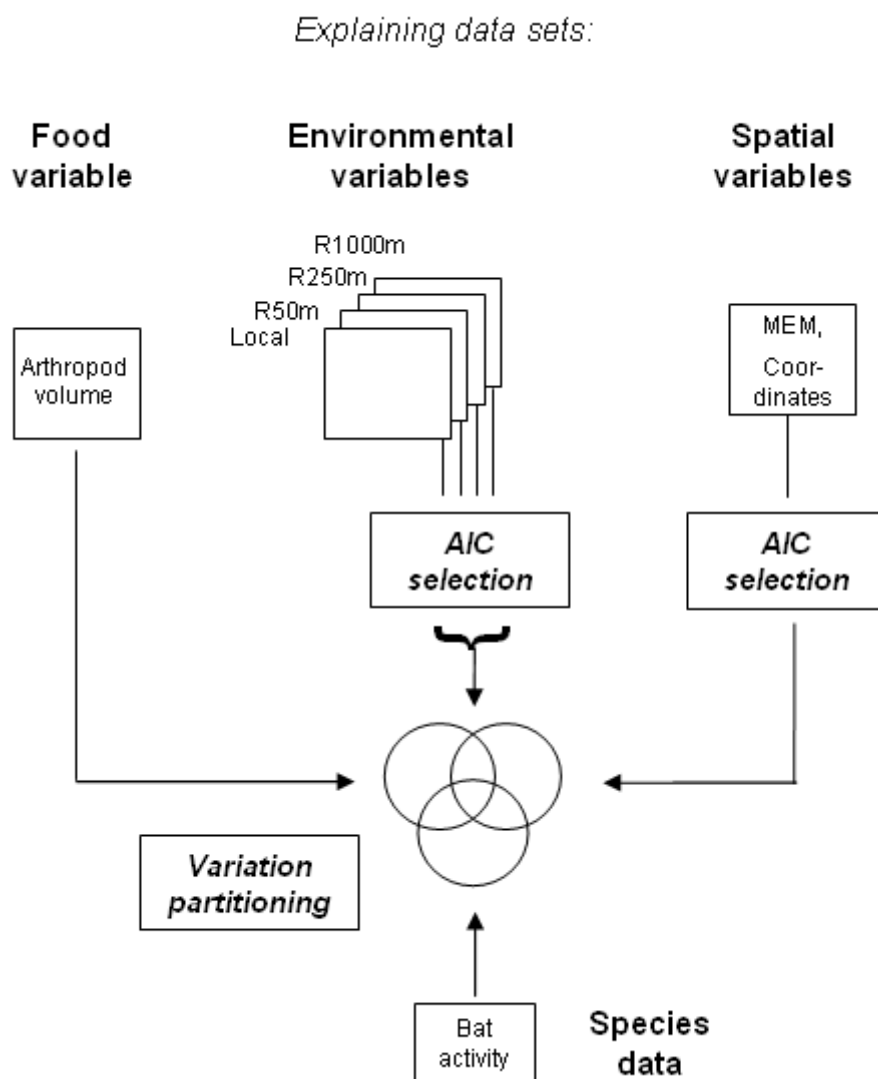 Explaining data sets:
Food
variable
Environmental
variables
Spatial
variables
R1000m
R250m
R50m
Local
Arthropod
volume
MEM,
Coor-
dinates
AIC
selection
AIC
selection
Variation
partitioning
Bat
activity
Species
data